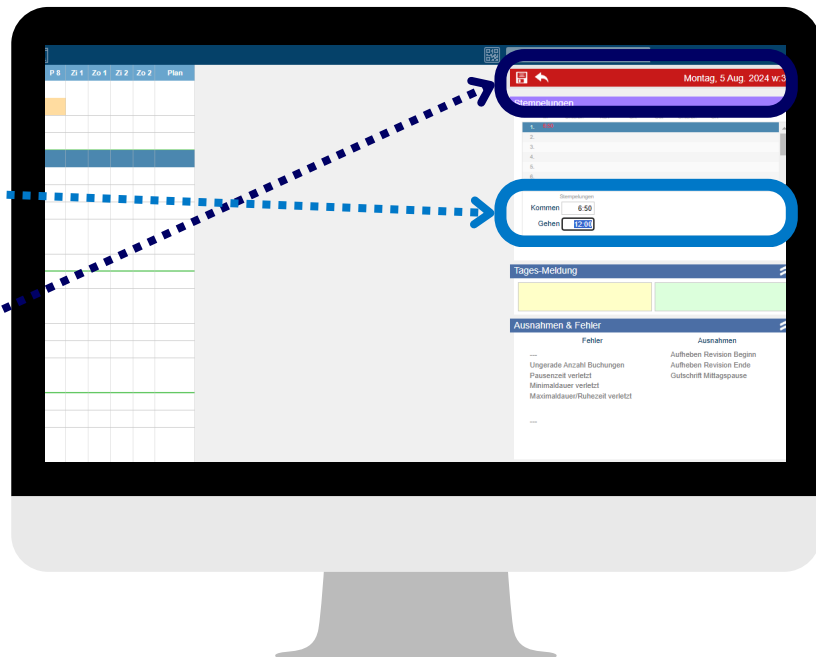 P 8 Zi 1 Zo 1 Zi 2 Zo 2 Plan
Montag, 5 Aug. 2024 w:3
Stempelungen
1.
2.
3.
4.
5.
Stempelungen
Kommen 6:50
Gehen 12:00
Tages-Meldung
Ausnahmen & Fehler
Fehler Ausnahmen
---
Ungerade Anzahl Buchungen
Pausenzeit verletzt
Minimaldauer verletzt
Maximaldauer/Ruhezeit verletzt
---
Aufheben Revision Beginn
Aufheben Revision Ende
Gutschrift Mittagspause